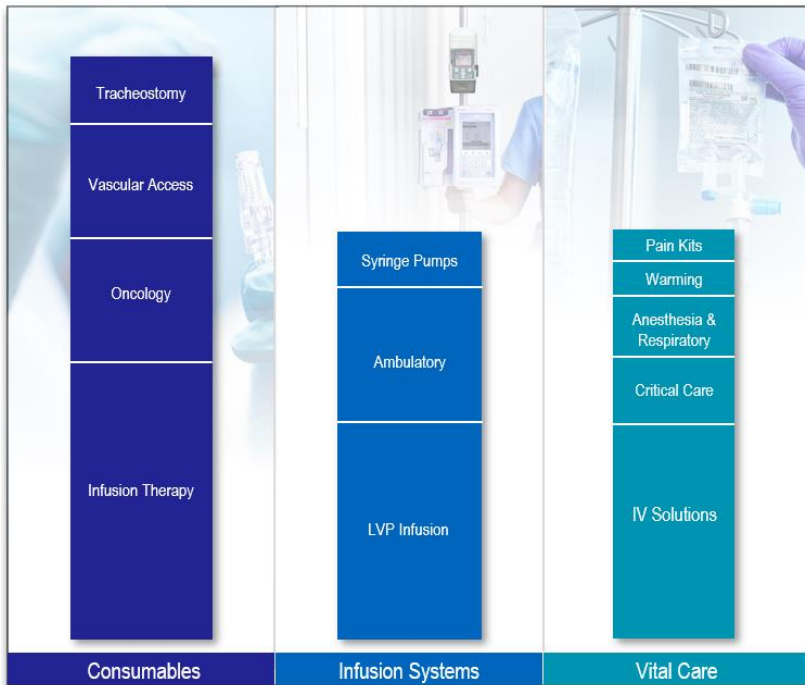 Tracheostomy
Vascular Access
Oncology
Infusion Therapy
Consumables
Syringe Pumps
Ambulatory
LVP Infusion
Infusion Systems
Pain Kits
Warming
Anesthesia &
Respiratory
Critical Care
IV Solutions
Vital Care